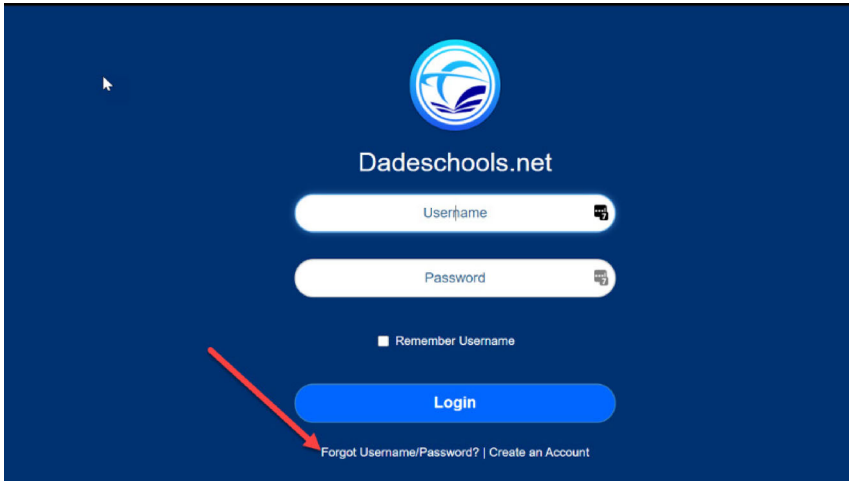 Dadeschools.net
Username
Password
Remember Username
Login
Forgot Username/Password? | Create an Account